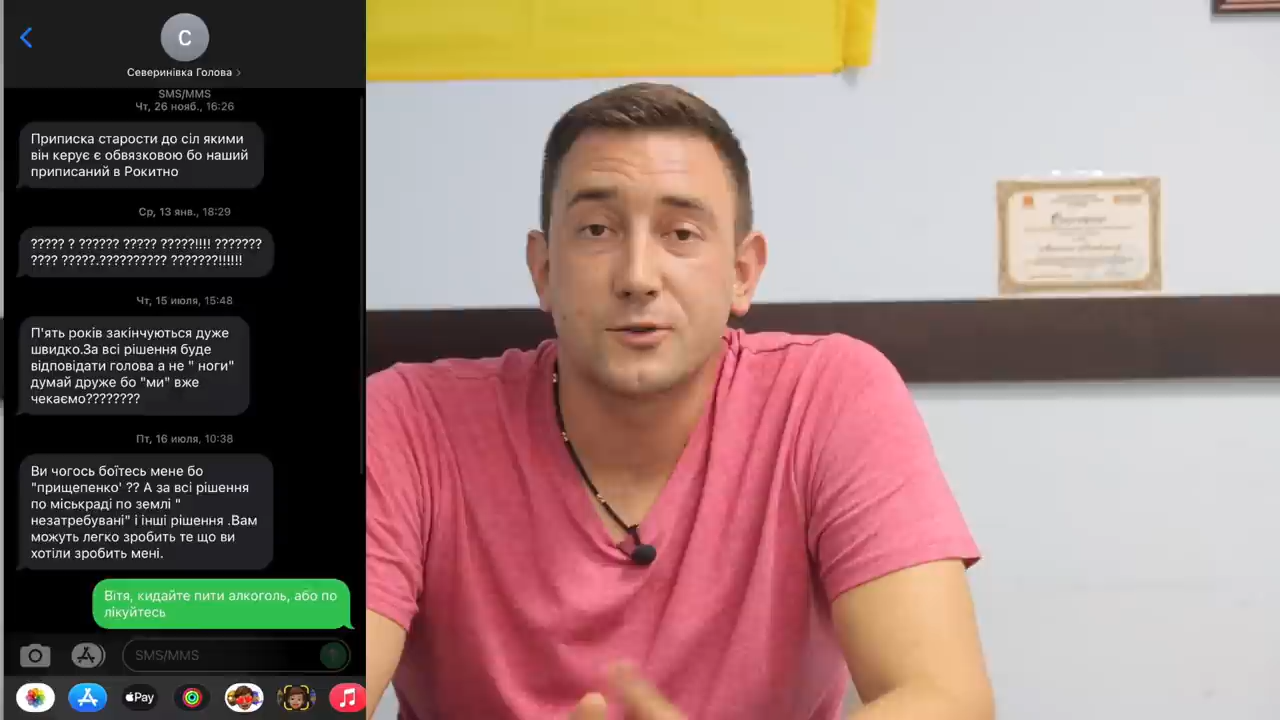 С
Северинівка Голова
SMS/MMS
Чт, 26 нояб., 16:26
Приписка старости до сіл якими
він керує є обвязковою бо наший
приписаний в Рокитно
Ср, 13 янв., 18:29
????? ? ?????? ????? ?????!!!! ???????
???? ?????.?????????? ???????!!!!!!
Чт, 15 июля, 15:48
П'ять років закінчуються дуже
швидко.За всі рішення буде
відповідати голова а не " ноги"
думай друже бо "ми" вже
чекаємо????????
Пт, 16 июля, 10:38
Ви чогось боїтесь мене бо
"прищепенко' ?? А за всі рішення
по міськраді по землі "
незатребувані" і інші рішення .Вам
можуть легко зробить те що ви
хотіли зробить мені.
Вітя, кидайте пити алкоголь, або по
лікуйтесь
SMS/MMS
Pay